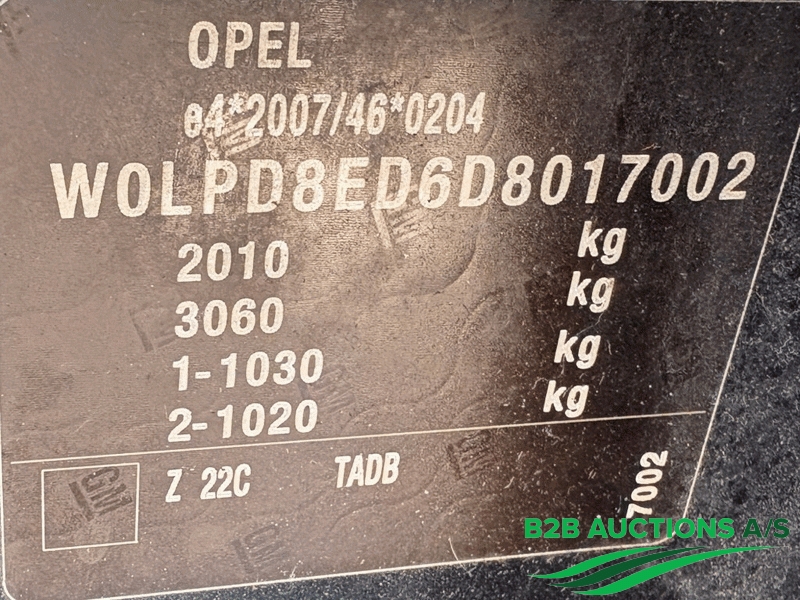 OPEL
e4*2007/46*0204
W0LPD8ED6D8017002
2010 kg
3060 kg
1-1030 kg
2-1020 kg
Z 22C TADB
7002
GM
B2B AUCTIONS A/S